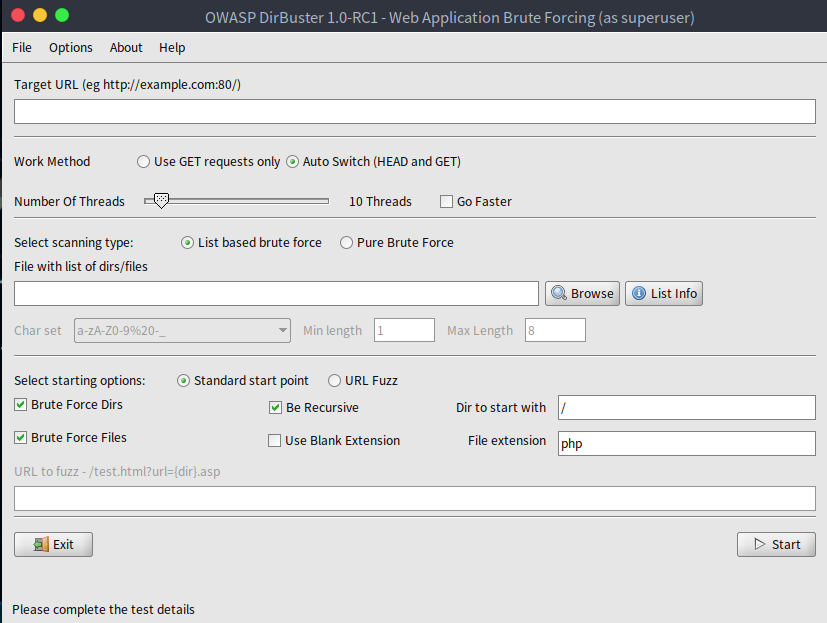 OWASP DirBuster 1.0-RC1 - Web Application Brute Forcing (as superuser)
File Options About Help
Target URL (eg http://example.com:80/)
Work Method Use GET requests only Auto Switch (HEAD and GET)
Number Of Threads 10 Threads Go Faster
Select scanning type: List based brute force Pure Brute Force
File with list of dirs/files
Browse List Info
Char set a-zA-Z0-9%20-_ Min length 1 Max Length 8
Select starting options: Standard start point URL Fuzz
Brute Force Dirs Be Recursive Dir to start with /
Brute Force Files Use Blank Extension File extension php
URL to fuzz - /test.html?url={dir}.asp
Exit Start
Please complete the test details